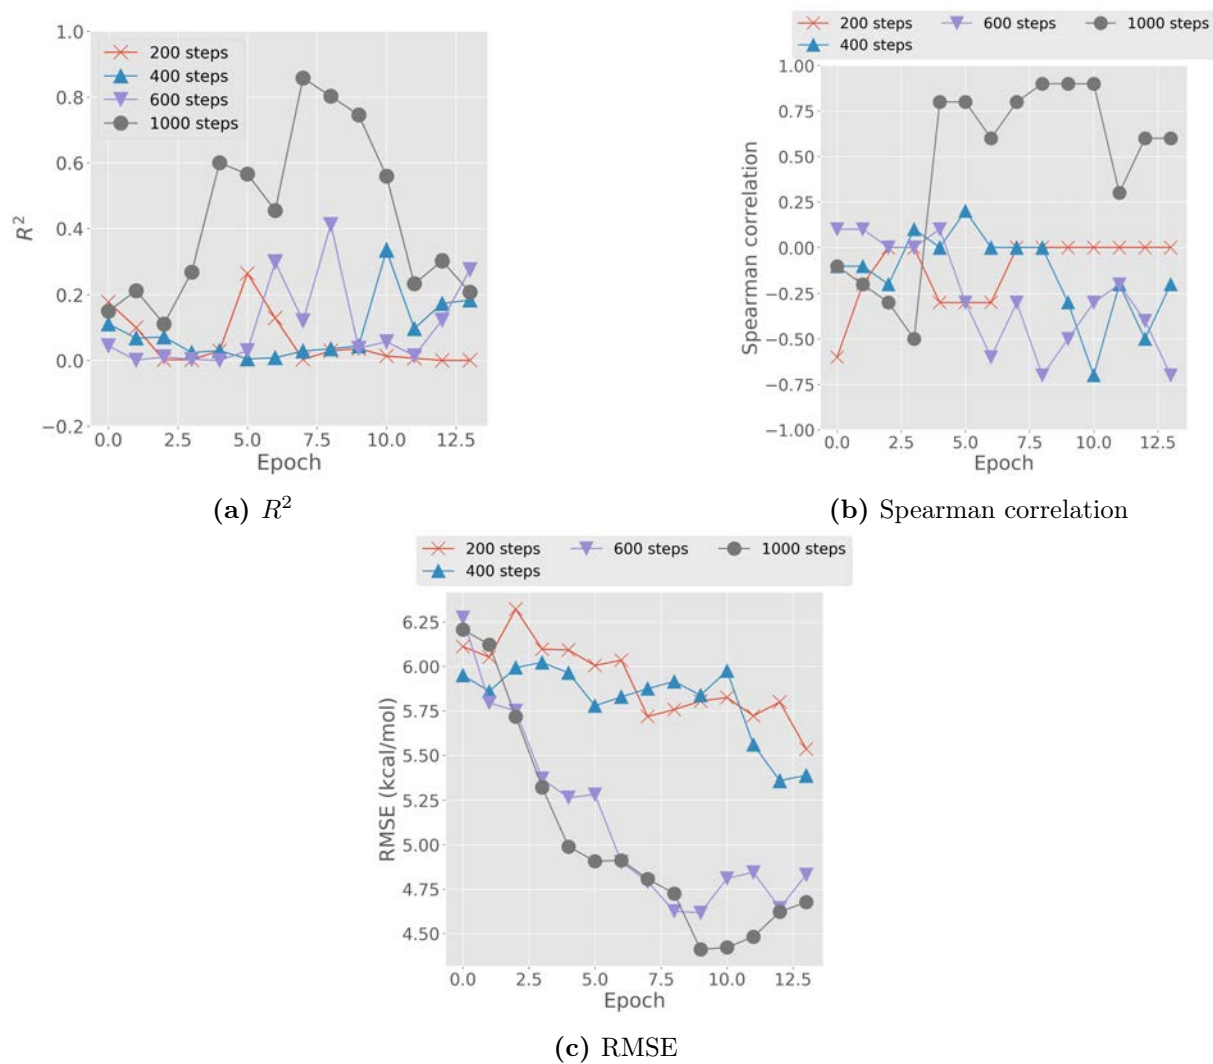 1.0
0.8
0.6
0.4
0.2
0.0
−0.2
R²
200 steps
400 steps
600 steps
1000 steps
0.0 2.5 5.0 7.5 10.0 12.5
Epoch
(a) R²
200 steps 600 steps 1000 steps
400 steps
1.00
0.75
0.50
0.25
0.00
−0.25
−0.50
−0.75
−1.00
Spearman correlation
0.0 2.5 5.0 7.5 10.0 12.5
Epoch
(b) Spearman correlation
200 steps 600 steps 1000 steps
400 steps
6.25
6.00
5.75
5.50
5.25
5.00
4.75
4.50
RMSE (kcal/mol)
0.0 2.5 5.0 7.5 10.0 12.5
Epoch
(c) RMSE